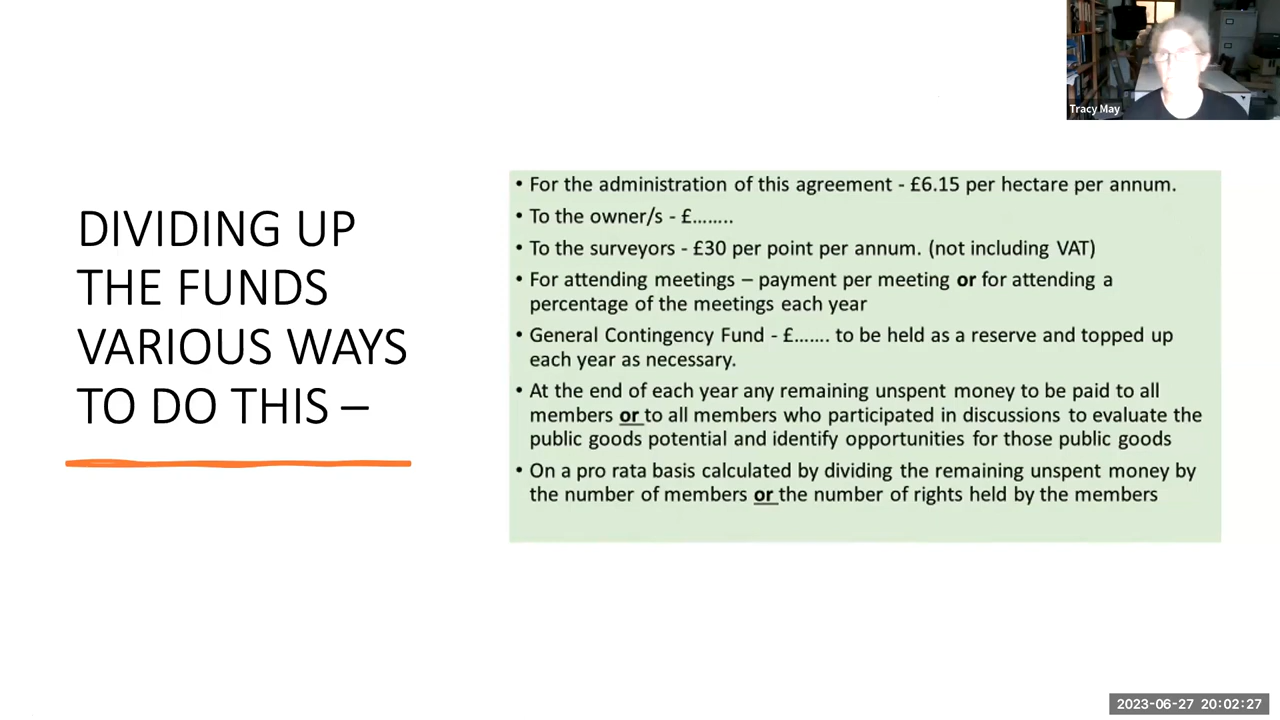 Tracy May
DIVIDING UP
THE FUNDS
VARIOUS WAYS
TO DO THIS –
• For the administration of this agreement - £6.15 per hectare per annum.
• To the owner/s - £……..
• To the surveyors - £30 per point per annum. (not including VAT)
• For attending meetings – payment per meeting or for attending a
percentage of the meetings each year
• General Contingency Fund - £……. to be held as a reserve and topped up
each year as necessary.
• At the end of each year any remaining unspent money to be paid to all
members or to all members who participated in discussions to evaluate the
public goods potential and identify opportunities for those public goods
• On a pro rata basis calculated by dividing the remaining unspent money by
the number of members or the number of rights held by the members
2023-06-27 20:02:27